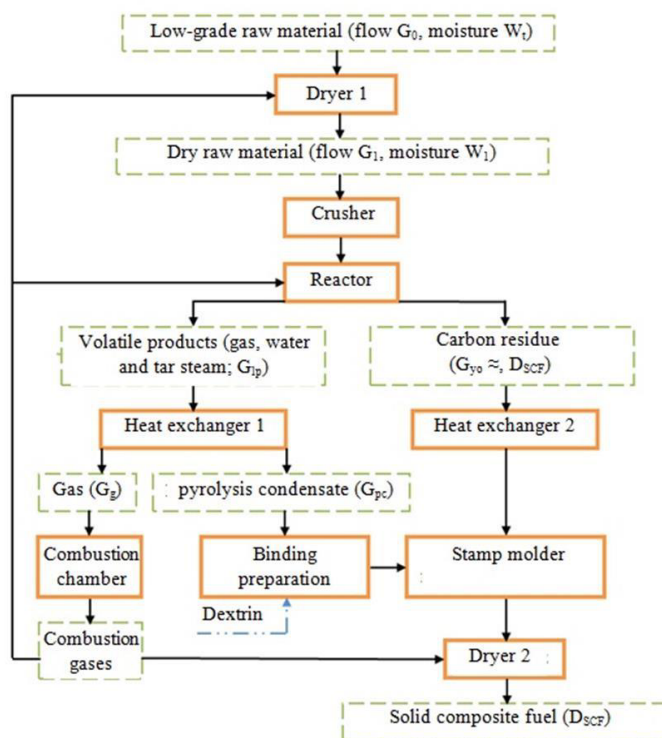 Low-grade raw material (flow G₀, moisture Wₜ)
Dryer 1
Dry raw material (flow G₁, moisture W₁)
Crusher
Reactor
Volatile products (gas, water
and tar steam; Gₗₚ)
Carbon residue
(Gyo ≈, DSCF)
Heat exchanger 1
Heat exchanger 2
Gas (Gg)
pyrolysis condensate (Gpc)
Combustion
chamber
Binding
preparation
Stamp molder
Dextrin
Combustion
gases
Dryer 2
Solid composite fuel (DSCF)